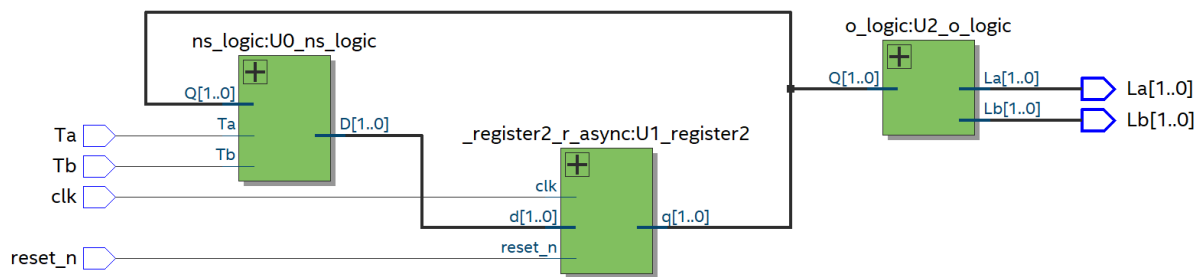 ns_logic:U0_ns_logic
Q[1..0]
Ta
Tb
D[1..0]
Ta
Tb
clk
reset_n
_register2_r_async:U1_register2
clk
d[1..0]
reset_n
q[1..0]
o_logic:U2_o_logic
Q[1..0]
La[1..0]
Lb[1..0]
La[1..0]
Lb[1..0]